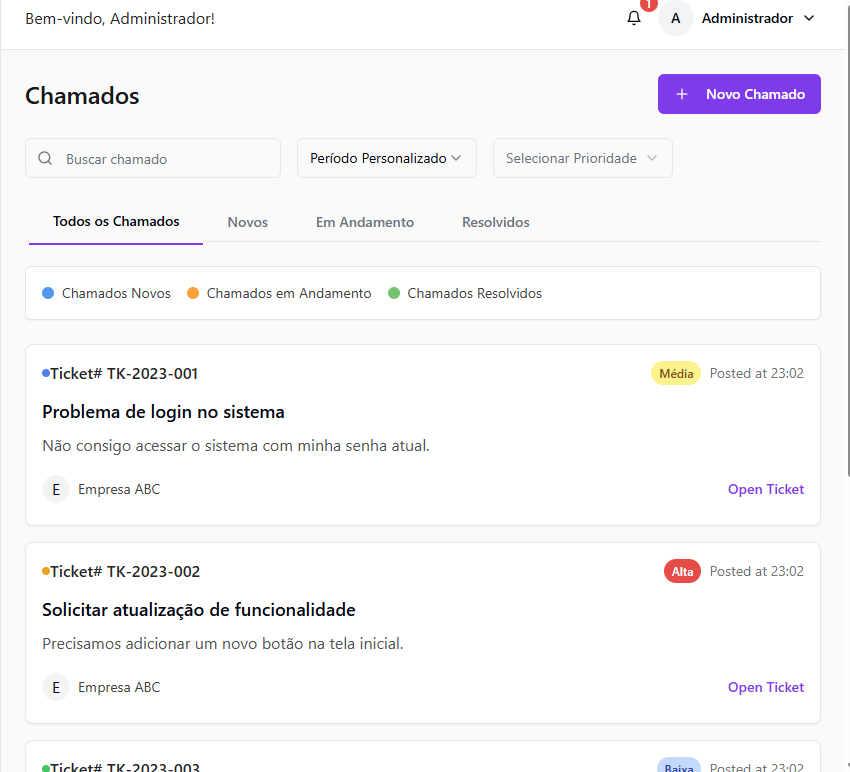 Bem-vindo, Administrador!
1
A
Administrador
Chamados
+ Novo Chamado
Buscar chamado
Período Personalizado
Selecionar Prioridade
Todos os Chamados
Novos
Em Andamento
Resolvidos
Chamados Novos
Chamados em Andamento
Chamados Resolvidos
Ticket# TK-2023-001
Média
Posted at 23:02
Problema de login no sistema
Não consigo acessar o sistema com minha senha atual.
E
Empresa ABC
Open Ticket
Ticket# TK-2023-002
Alta
Posted at 23:02
Solicitar atualização de funcionalidade
Precisamos adicionar um novo botão na tela inicial.
E
Empresa ABC
Open Ticket
Ticket# TK-2023-003
Baixa
Posted at 23:02